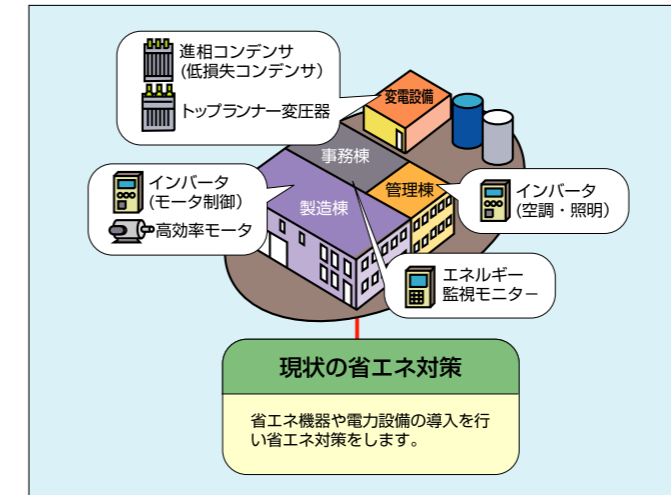 進相コンデンサ
(低損失コンデンサ)
トップランナー変圧器
変電設備
事務棟
管理棟
製造棟
インバータ
(モータ制御)
高効率モータ
インバータ
(空調・照明)
エネルギー
監視モニター
現状の省エネ対策
省エネ機器や電力設備の導入を行
い省エネ対策をします。